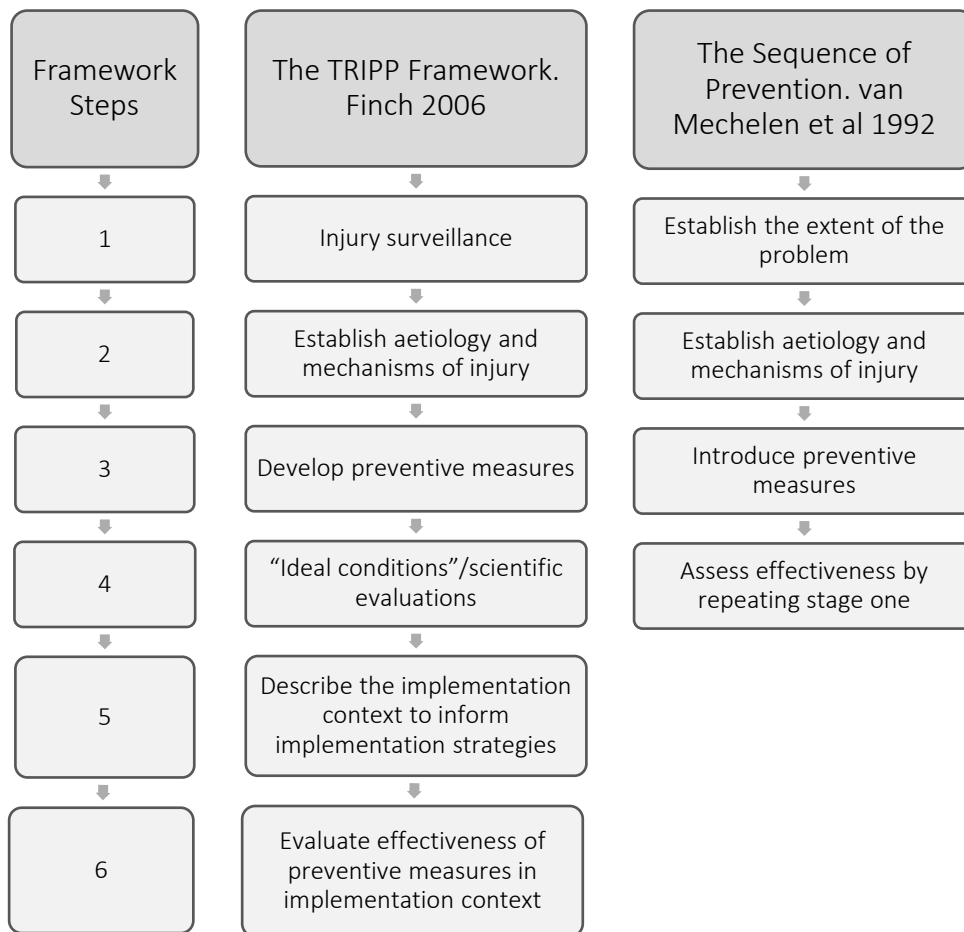 Framework
Steps
The TRIPP Framework.
Finch 2006
The Sequence of
Prevention. van
Mechelen et al 1992
1
Injury surveillance
Establish the extent of the
problem
2
Establish aetiology and
mechanisms of injury
Establish aetiology and
mechanisms of injury
3
Develop preventive measures
Introduce preventive
measures
4
“Ideal conditions”/scientific
evaluations
Assess effectiveness by
repeating stage one
5
Describe the implementation
context to inform
implementation strategies
6
Evaluate effectiveness of
preventive measures in
implementation context